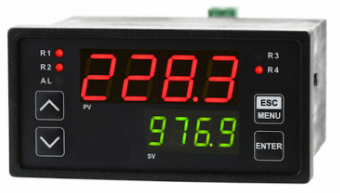 R1
R2
AL
228.3
R3
R4
PV
ESC
MENU
976.9
SV
ENTER